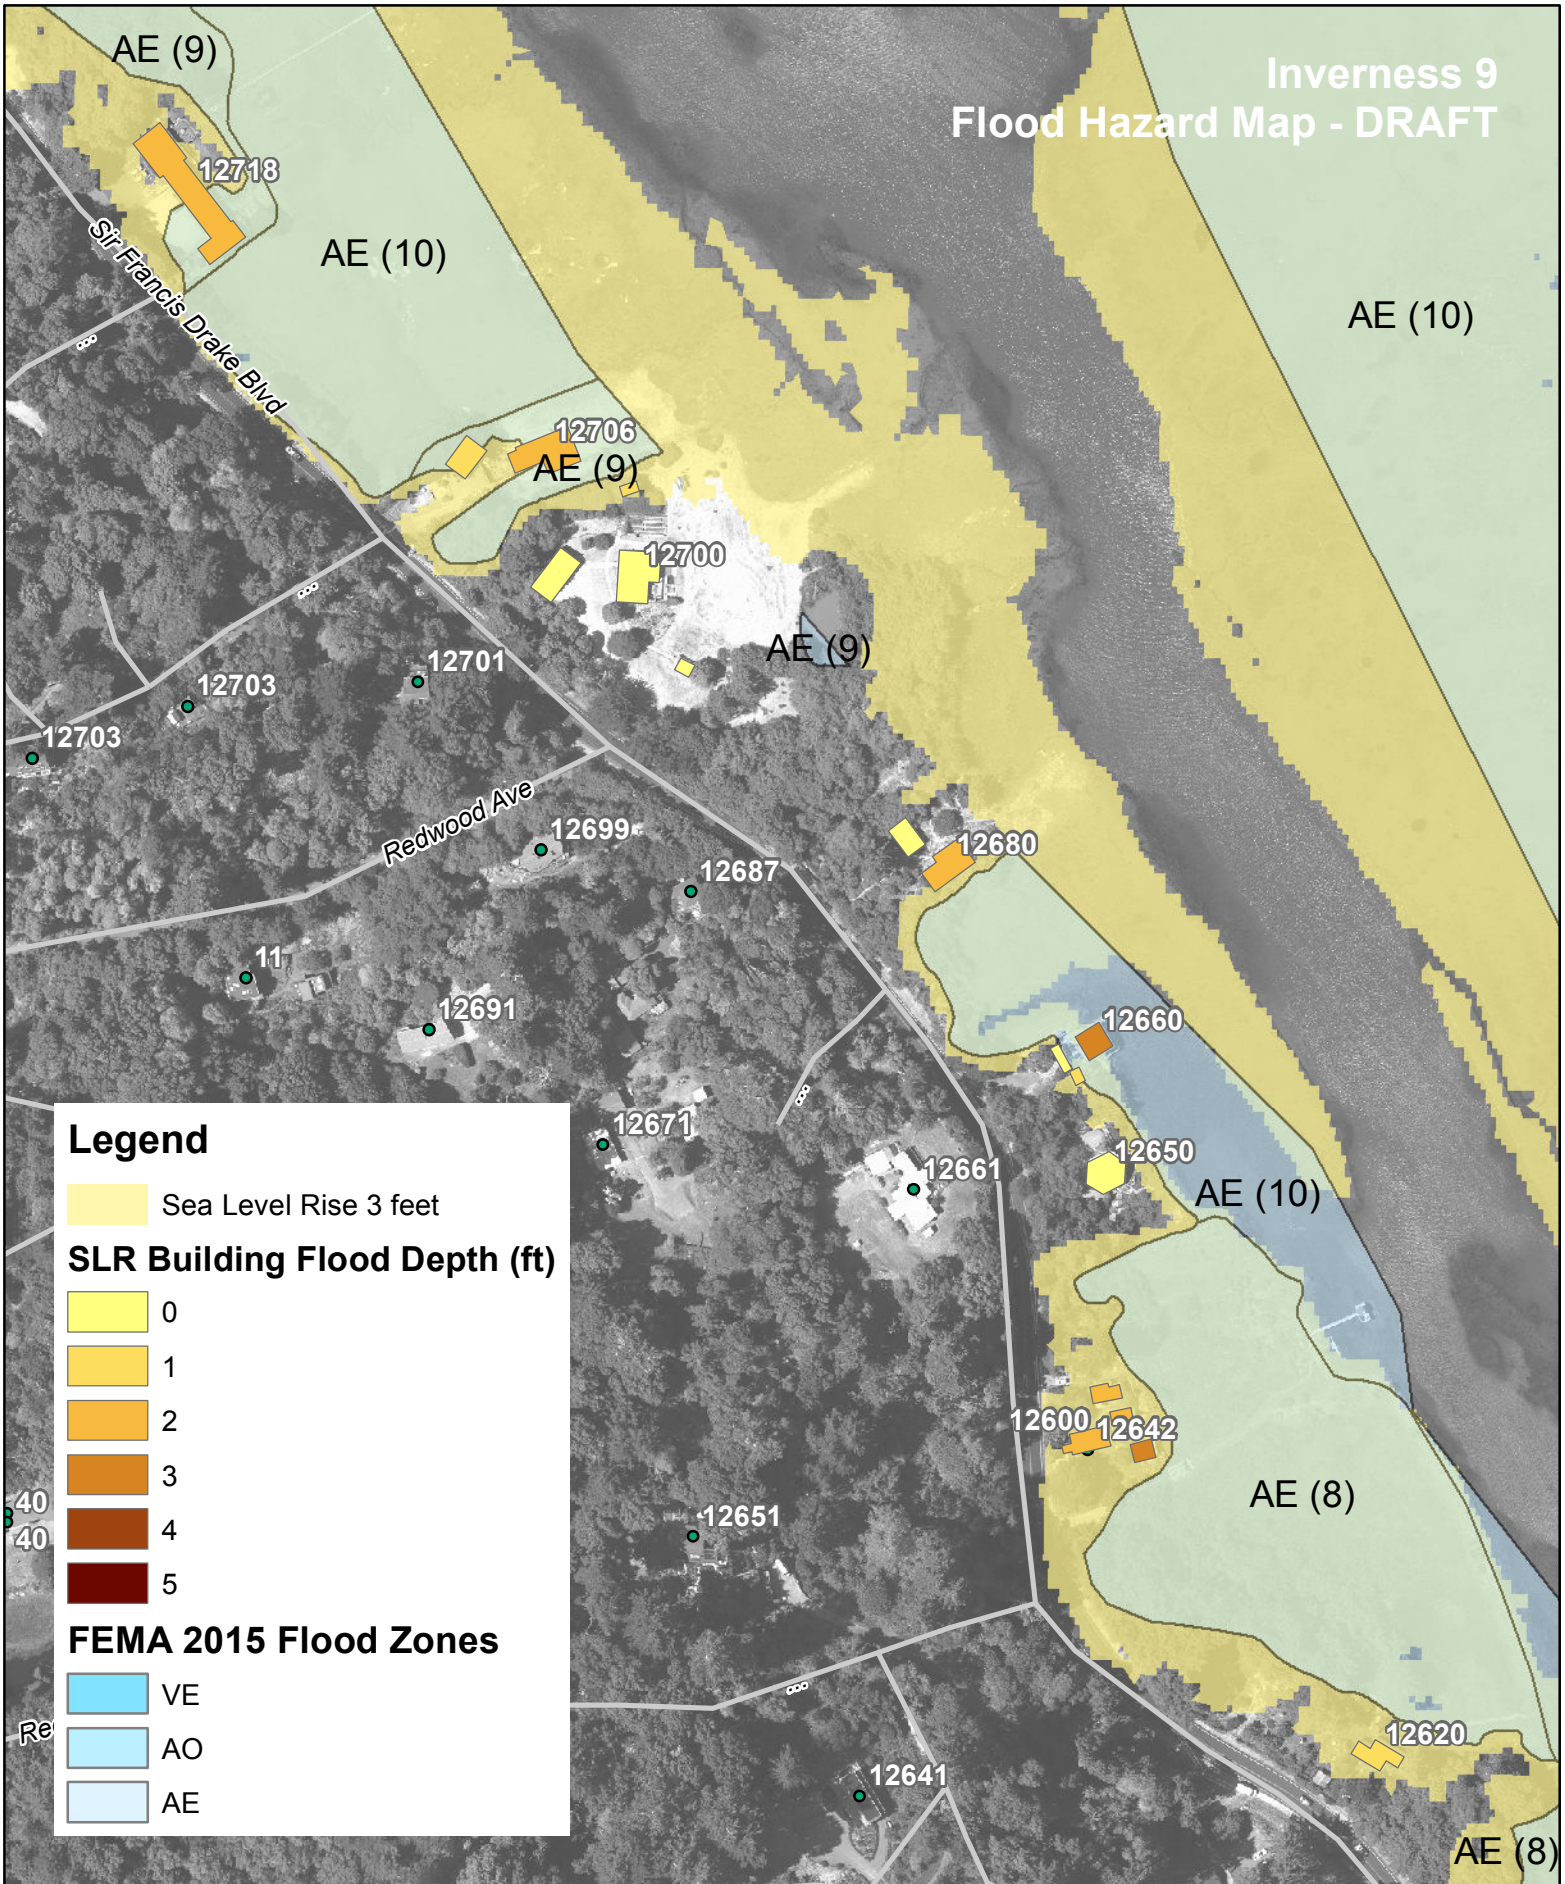 AE (9)
Inverness 9
Flood Hazard Map - DRAFT
12718
AE (10)
Sir Francis Drake Blvd
AE (10)
12706
AE (9)
12700
AE (9)
12701
12703
12703
Redwood Ave
12699
12680
12687
11
12691
12660
12671
12650
12661
AE (10)
Legend
Sea Level Rise 3 feet
SLR Building Flood Depth (ft)
0
1
2
3
4
5
FEMA 2015 Flood Zones
VE
AO
AE
12600
12642
AE (8)
40
40
12651
Re
12620
12641
AE (8)